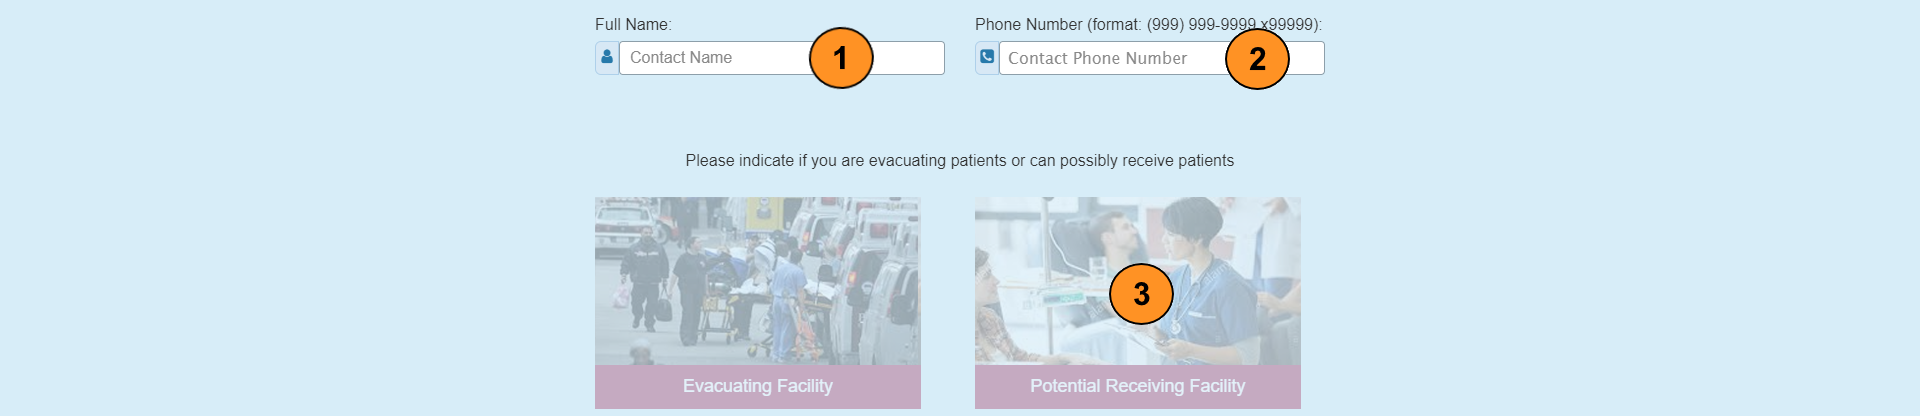 Full Name:
Phone Number (format: (999) 999-9999 x99999):
Contact Name
1
Contact Phone Number
2
Please indicate if you are evacuating patients or can possibly receive patients
3
Evacuating Facility
Potential Receiving Facility